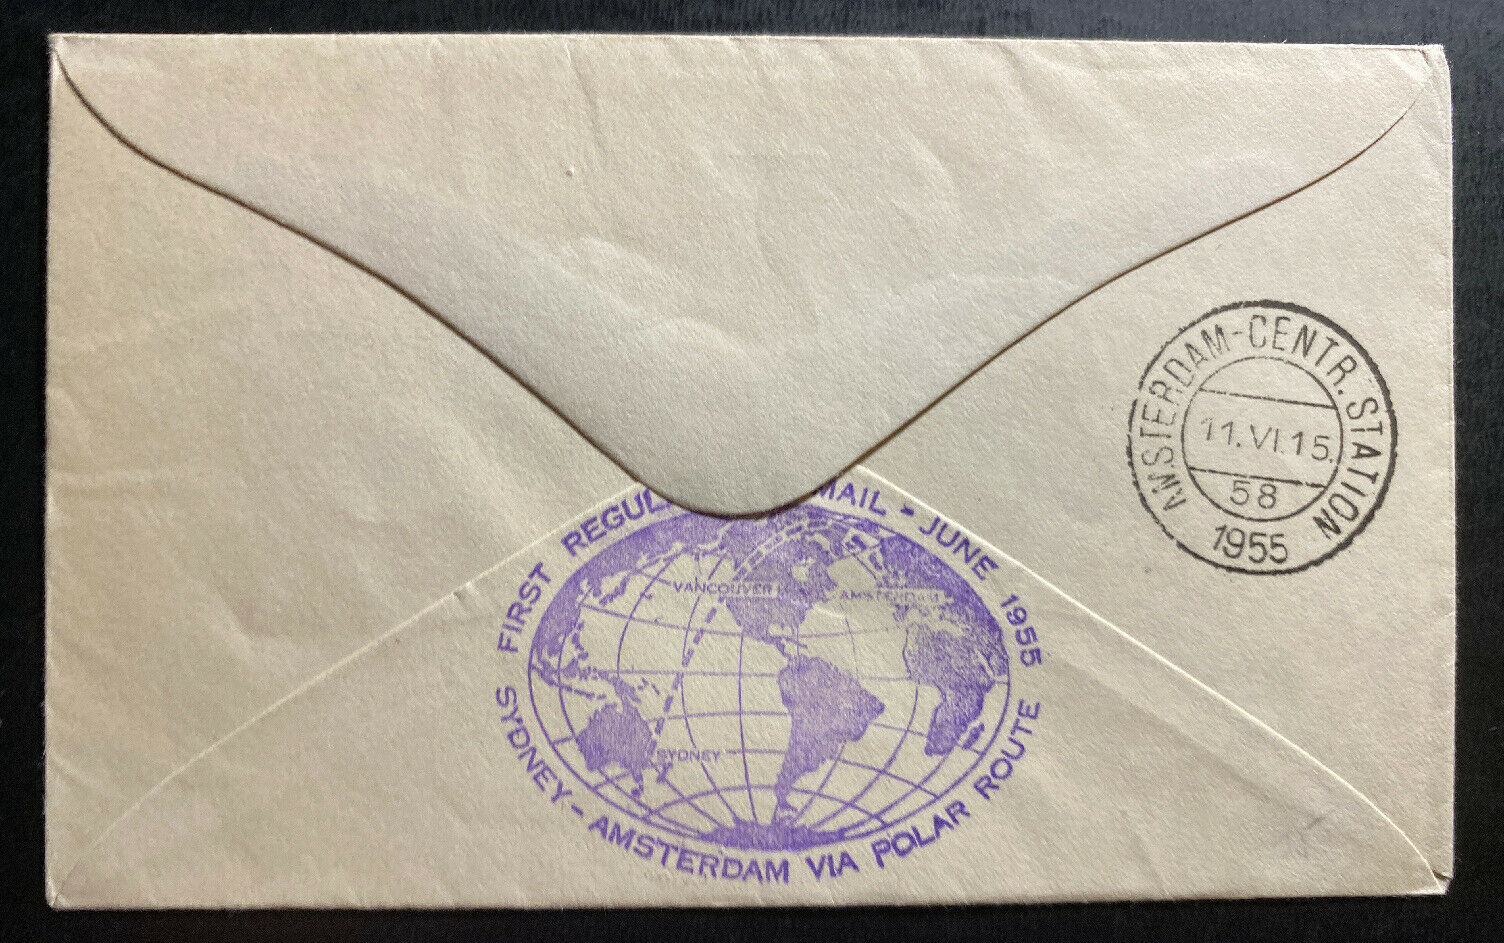 AMSTERDAM-CENTR. STATION
11.VI.15.
58
1955
FIRST REGUL MAIL - JUNE 1955
VANCOUVER
AMSTERDAM
SYDNEY
SYDNEY - AMSTERDAM VIA POLAR ROUTE